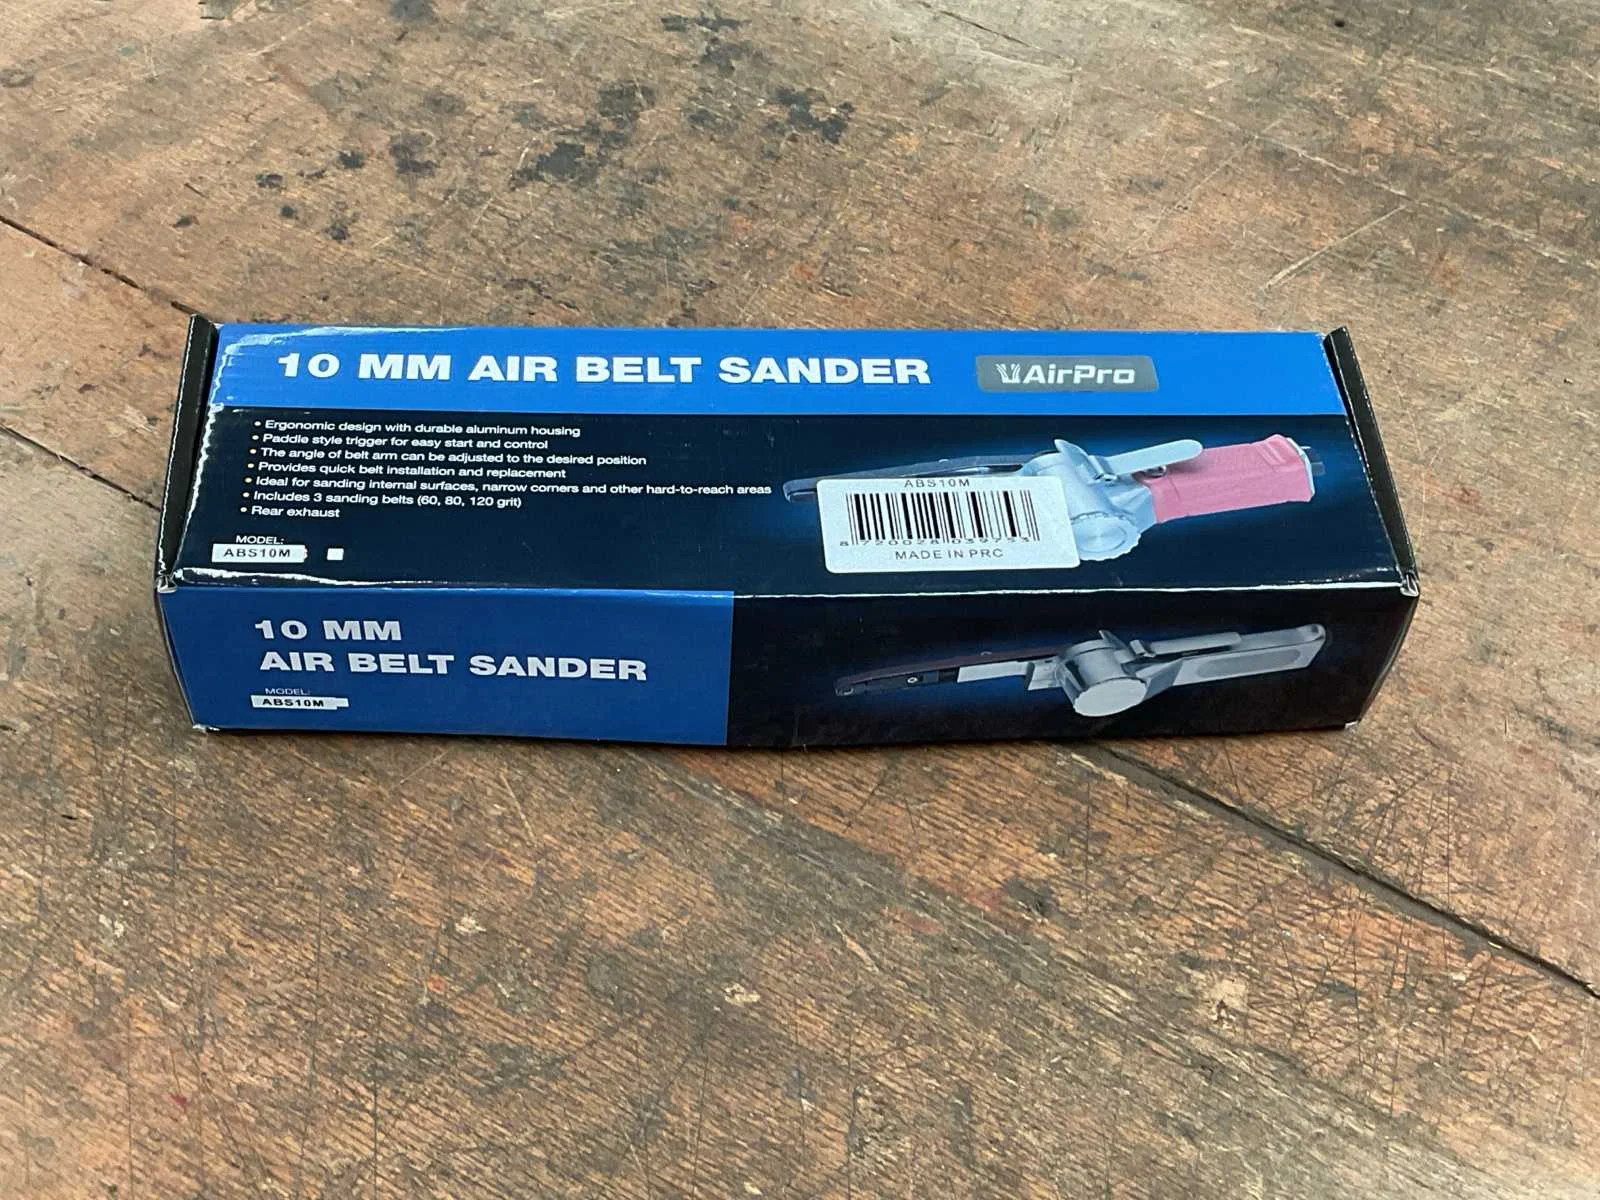 10 MM AIR BELT SANDER
AirPro
• Ergonomic design with durable aluminum housing
• Paddle style trigger for easy start and control
• The angle of belt arm can be adjusted to the desired position
• Provides quick belt installation and replacement
• Ideal for sanding internal surfaces, narrow corners and other hard-to-reach areas
• Includes 3 sanding belts (60, 80, 120 grit)
• Rear exhaust
MODEL:
ABS10M
ABS10M
8 720028 039753
MADE IN PRC
10 MM
AIR BELT SANDER
MODEL:
ABS10M